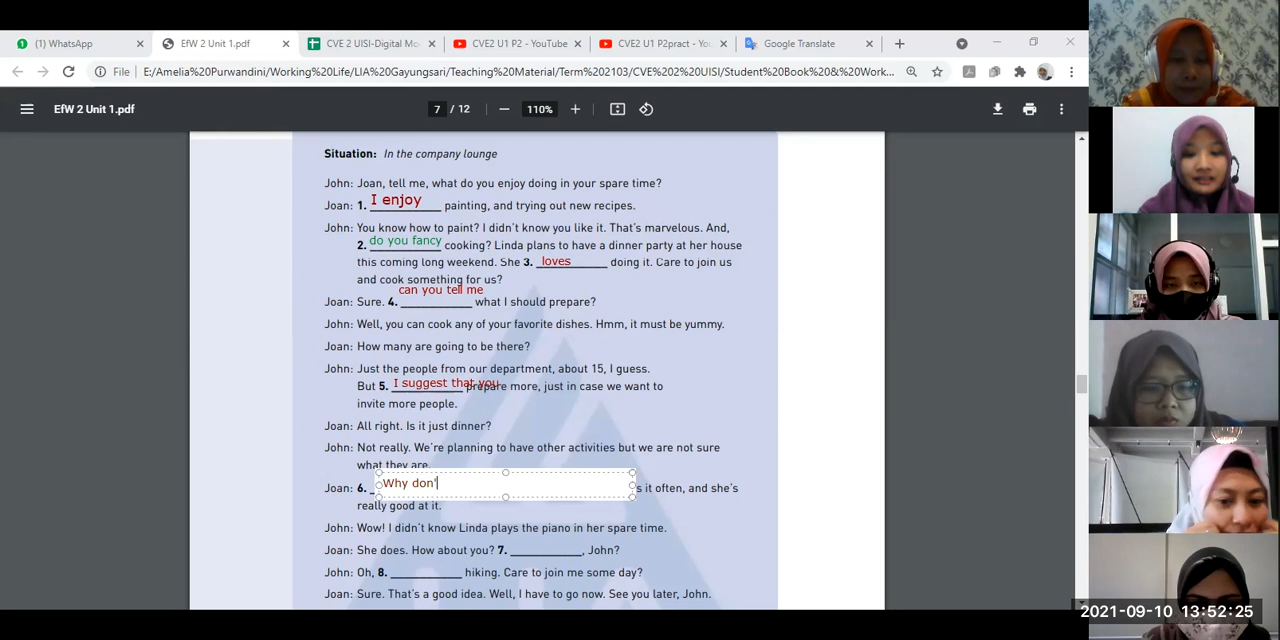 (1) WhatsApp
EfW 2 Unit 1.pdf
CVE 2 UISI-Digital Mo
CVE2 U1 P2 - YouTube
CVE2 U1 P2pract - Yo
Google Translate
File | E:/Amelia%20Purwandini/Working%20Life/LIA%20Gayungsari/Teaching%20Material/Term%202103/CVE%202%20UISI/Student%20Book%20&%20Work...
EfW 2 Unit 1.pdf
7 / 12
110%
Situation: In the company lounge
John: Joan, tell me, what do you enjoy doing in your spare time?
Joan: 1. I enjoy painting, and trying out new recipes.
John: You know how to paint? I didn't know you like it. That's marvelous. And,
2. do you fancy cooking? Linda plans to have a dinner party at her house
this coming long weekend. She 3. loves doing it. Care to join us
and cook something for us?
can you tell me
Joan: Sure. 4. __________ what I should prepare?
John: Well, you can cook any of your favorite dishes. Hmm, it must be yummy.
Joan: How many are going to be there?
John: Just the people from our department, about 15, I guess.
But 5. I suggest that you prepare more, just in case we want to
invite more people.
Joan: All right. Is it just dinner?
John: Not really. We're planning to have other activities but we are not sure
what they are.
Joan: 6. Why don' s it often, and she's
really good at it.
John: Wow! I didn't know Linda plays the piano in her spare time.
Joan: She does. How about you? 7. __________, John?
John: Oh, 8. __________ hiking. Care to join me some day?
Joan: Sure. That's a good idea. Well, I have to go now. See you later, John.
2021-09-10 13:52:25